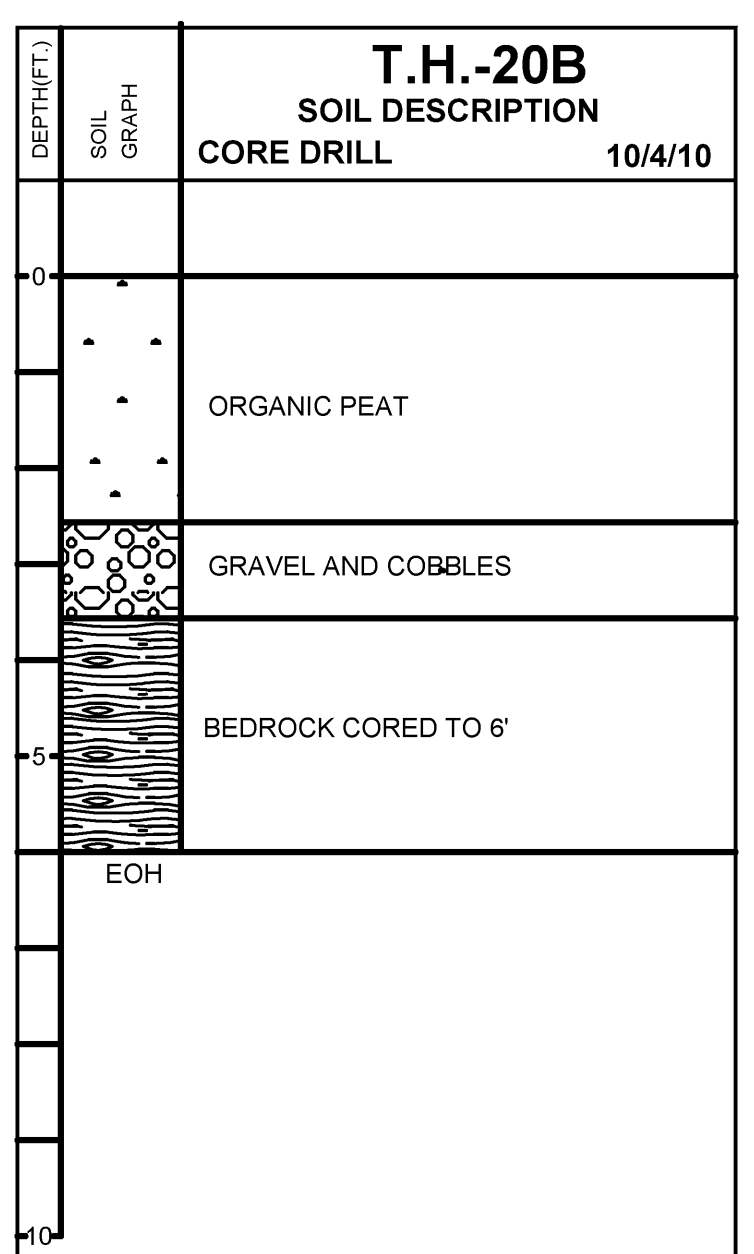 DEPTH(FT.)
SOIL
GRAPH
T.H.-20B
SOIL DESCRIPTION
CORE DRILL 10/4/10
0
ORGANIC PEAT
GRAVEL AND COBBLES
BEDROCK CORED TO 6'
5
EOH
10